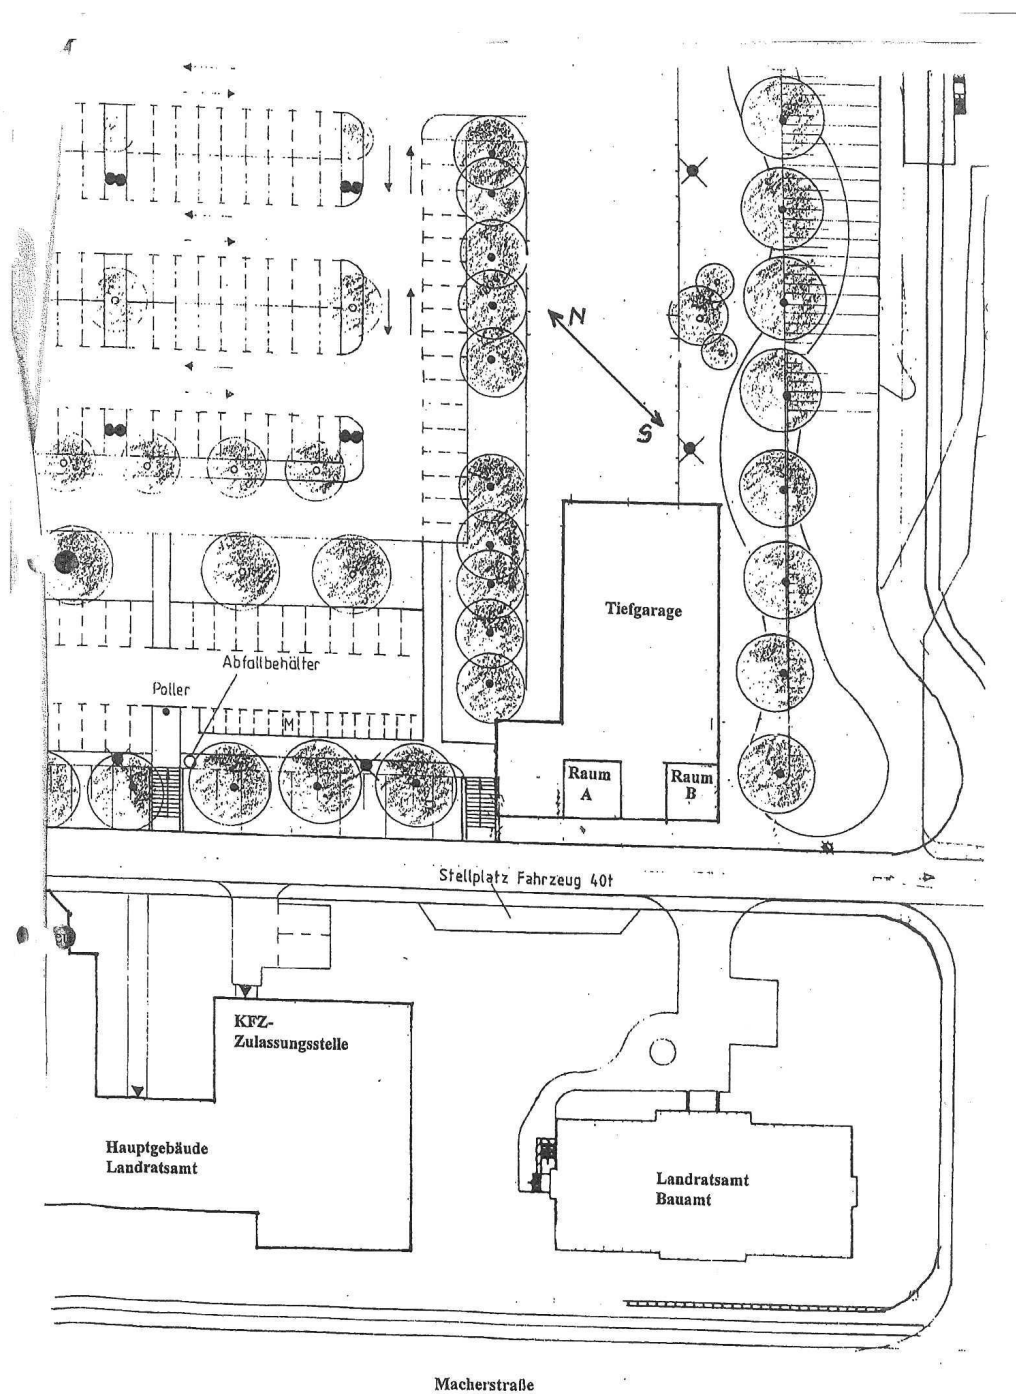 N
S
Tiefgarage
Abfallbehälter
Poller
M
Raum
A
Raum
B
Stellplatz Fahrzeug 40t
KFZ-
Zulassungsstelle
Hauptgebäude
Landratsamt
Landratsamt
Bauamt
Macherstraße